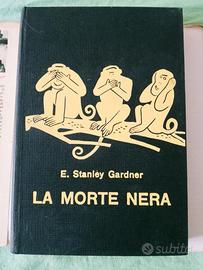 E. Stanley Gardner
LA MORTE NERA
subito